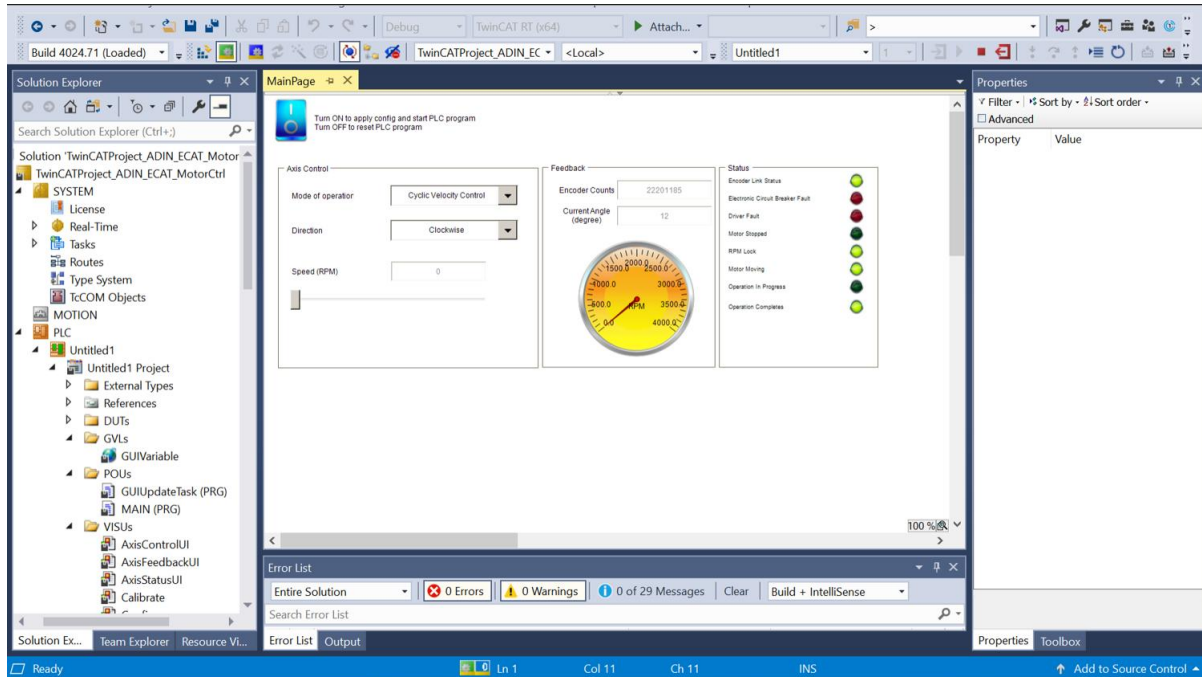 Debug
TwinCAT RT (x64)
Attach...
>
Build 4024.71 (Loaded)
TwinCATProject_ADIN_EC
<Local>
Untitled1
1
Solution Explorer
Search Solution Explorer (Ctrl+;)
Solution 'TwinCATProject_ADIN_ECAT_Motor
TwinCATProject_ADIN_ECAT_MotorCtrl
SYSTEM
License
Real-Time
Tasks
Routes
Type System
TcCOM Objects
MOTION
PLC
Untitled1
Untitled1 Project
External Types
References
DUTs
GVLs
GUIVariable
POUs
GUIUpdateTask (PRG)
MAIN (PRG)
VISUs
AxisControlUI
AxisFeedbackUI
AxisStatusUI
Calibrate
Solution Ex...
Team Explorer
Resource Vi...
MainPage
Turn ON to apply config and start PLC program
Turn OFF to reset PLC program
Axis Control
Mode of operation
Cyclic Velocity Control
Direction
Clockwise
Speed (RPM)
0
Feedback
Encoder Counts
22201185
Current Angle
(degree)
12
0.0
500.0
1000.0
1500.0
2000.0
2500.0
3000.0
3500.0
4000.0
RPM
Status
Encoder Link Status
Electronic Circuit Breaker Fault
Driver Fault
Motor Stopped
RPM Lock
Motor Moving
Operation In Progress
Operation Completes
100 %
Error List
Entire Solution
0 Errors
0 Warnings
0 of 29 Messages
Clear
Build + IntelliSense
Search Error List
Error List
Output
Properties
Filter
Sort by
Sort order
Advanced
Property
Value
Properties
Toolbox
Ready
0
Ln 1
Col 11
Ch 11
INS
Add to Source Control